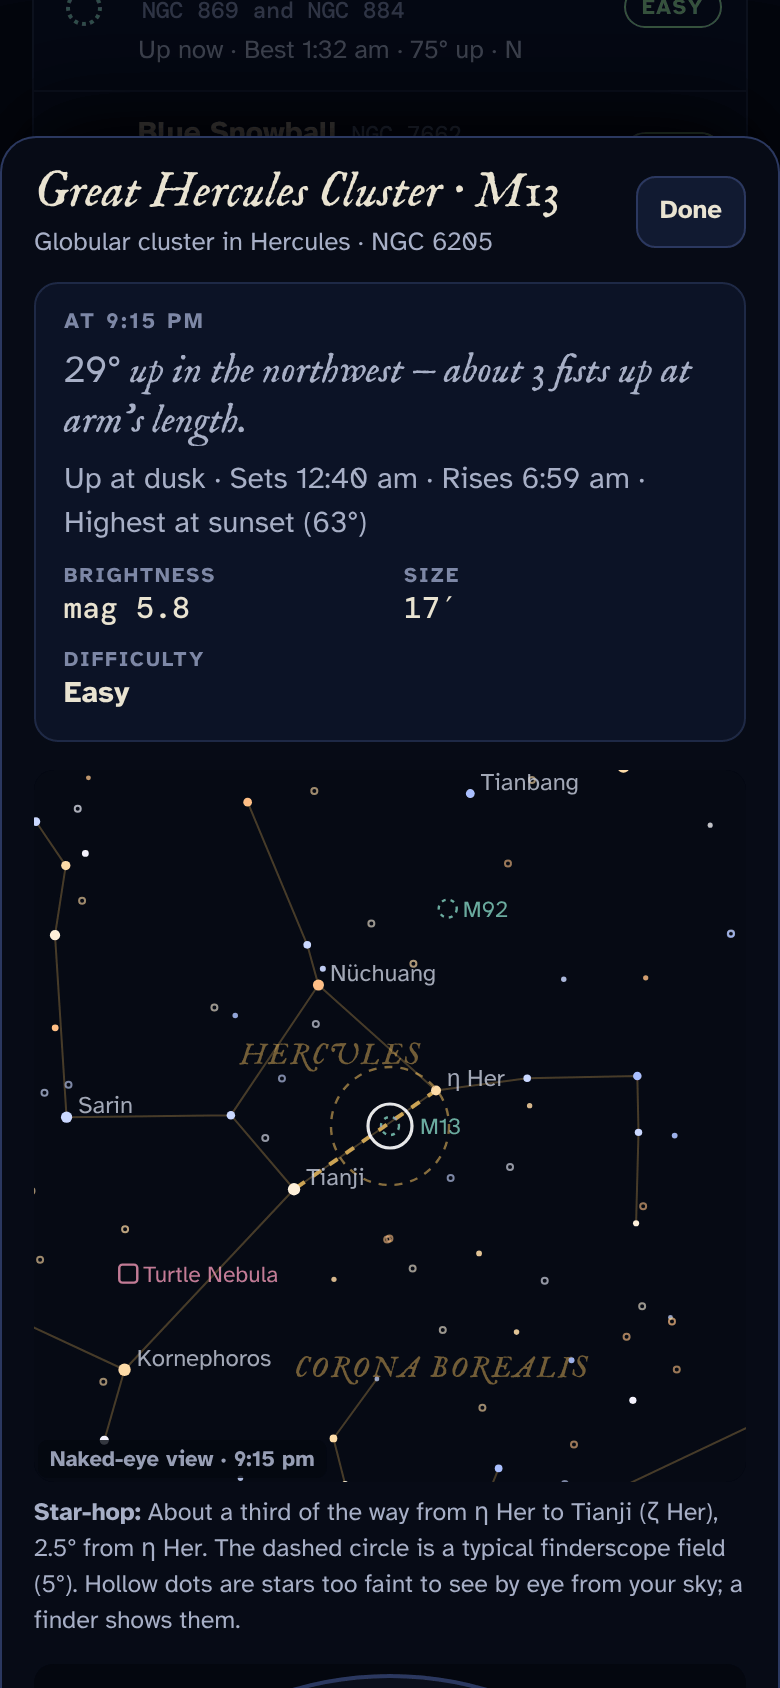 NGC 869 and NGC 884
EASY
Up now · Best 1:32 am · 75° up · N
Blue Snowball NGC 7662
Great Hercules Cluster · M13
Done
Globular cluster in Hercules · NGC 6205
AT 9:15 PM
29° up in the northwest – about 3 fists up at
arm's length.
Up at dusk · Sets 12:40 am · Rises 6:59 am ·
Highest at sunset (63°)
BRIGHTNESS
SIZE
mag 5.8
17′
DIFFICULTY
Easy
Tianbang
M92
Nüchuang
HERCULES
η Her
Sarin
M13
Tianji
Turtle Nebula
Kornephoros
CORONA BOREALIS
Naked-eye view · 9:15 pm
Star-hop: About a third of the way from η Her to Tianji (ζ Her),
2.5° from η Her. The dashed circle is a typical finderscope field
(5°). Hollow dots are stars too faint to see by eye from your sky; a
finder shows them.